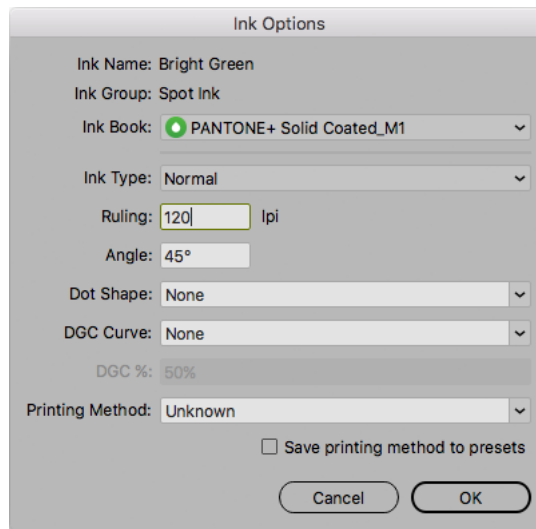 Ink Options
Ink Name: Bright Green
Ink Group: Spot Ink
Ink Book: PANTONE+ Solid Coated_M1
Ink Type: Normal
Ruling: 120 lpi
Angle: 45°
Dot Shape: None
DGC Curve: None
DGC %: 50%
Printing Method: Unknown
Save printing method to presets
Cancel OK